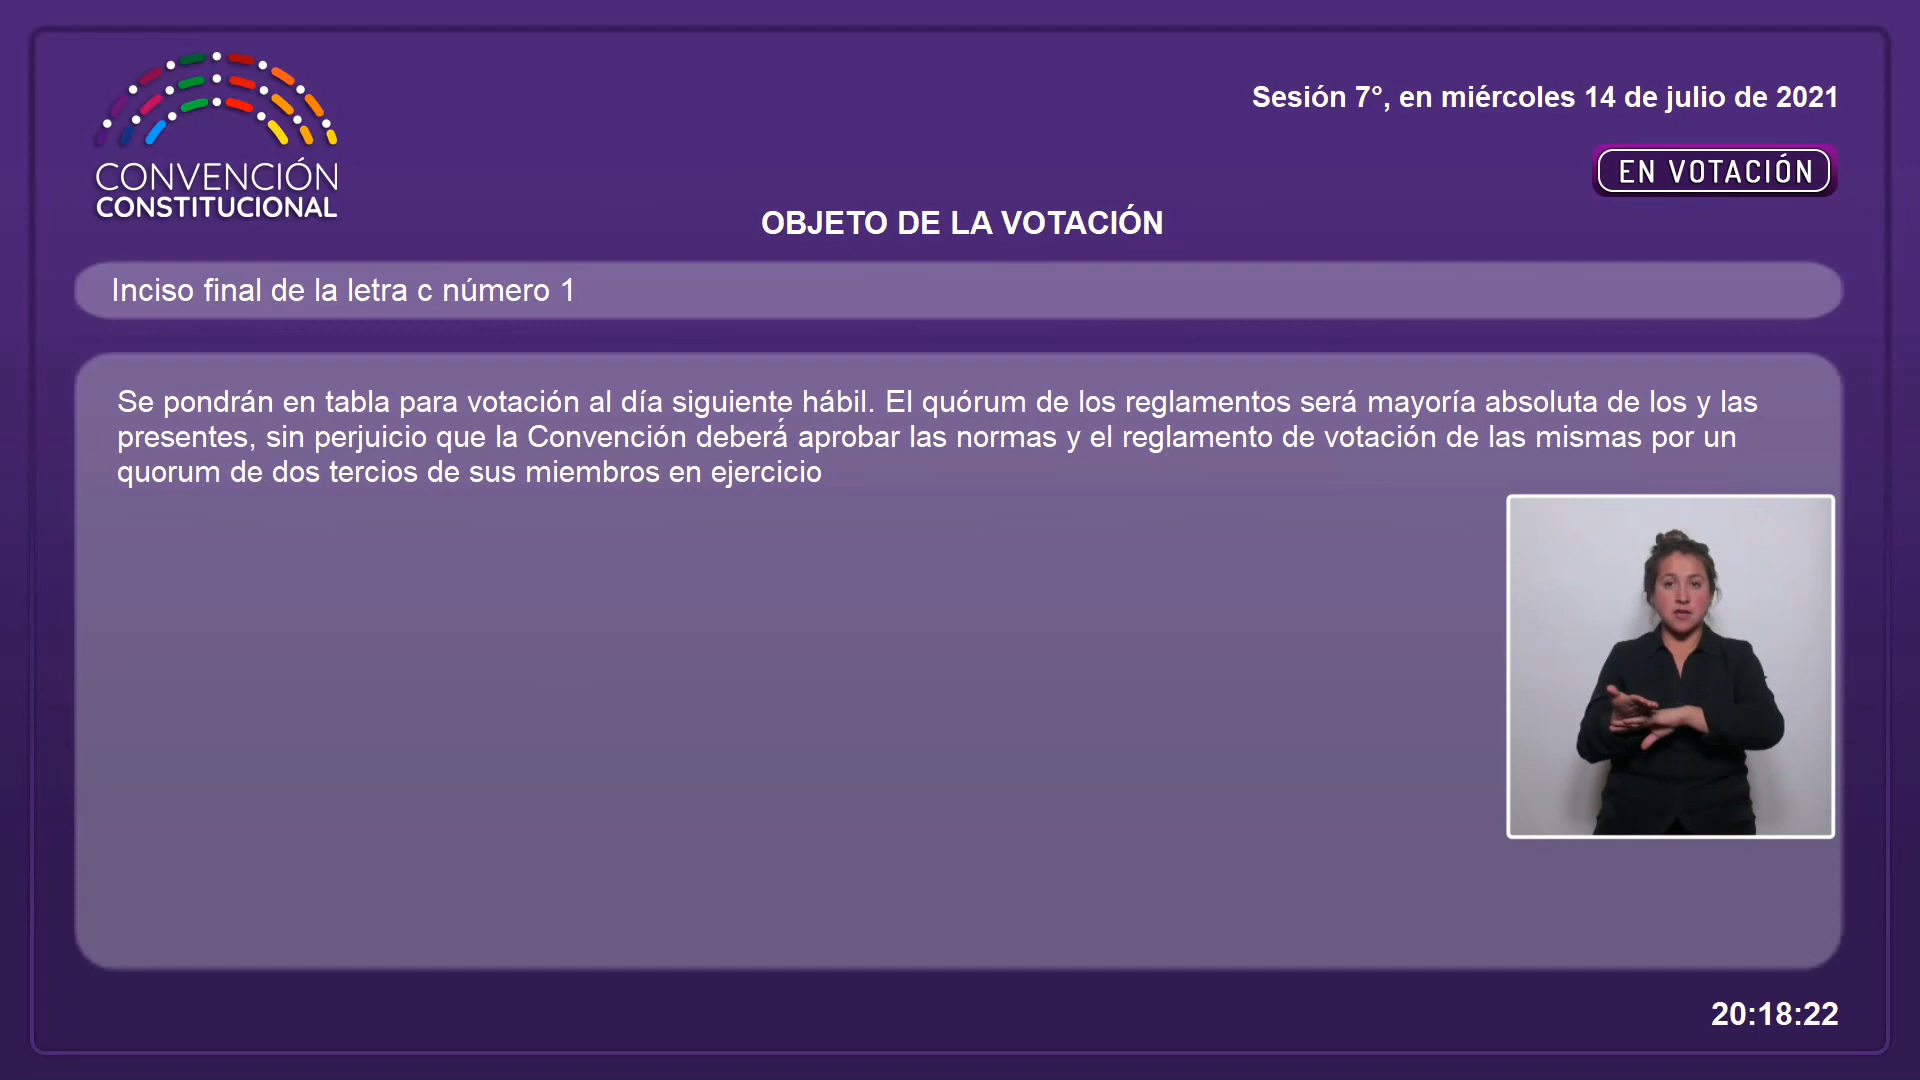 CONVENCIÓN
CONSTITUCIONAL
Sesión 7°, en miércoles 14 de julio de 2021
EN VOTACIÓN
OBJETO DE LA VOTACIÓN
Inciso final de la letra c número 1
Se pondrán en tabla para votación al día siguiente hábil. El quórum de los reglamentos será mayoría absoluta de los y las
presentes, sin perjuicio que la Convención deberá́ aprobar las normas y el reglamento de votación de las mismas por un
quorum de dos tercios de sus miembros en ejercicio
20:18:22